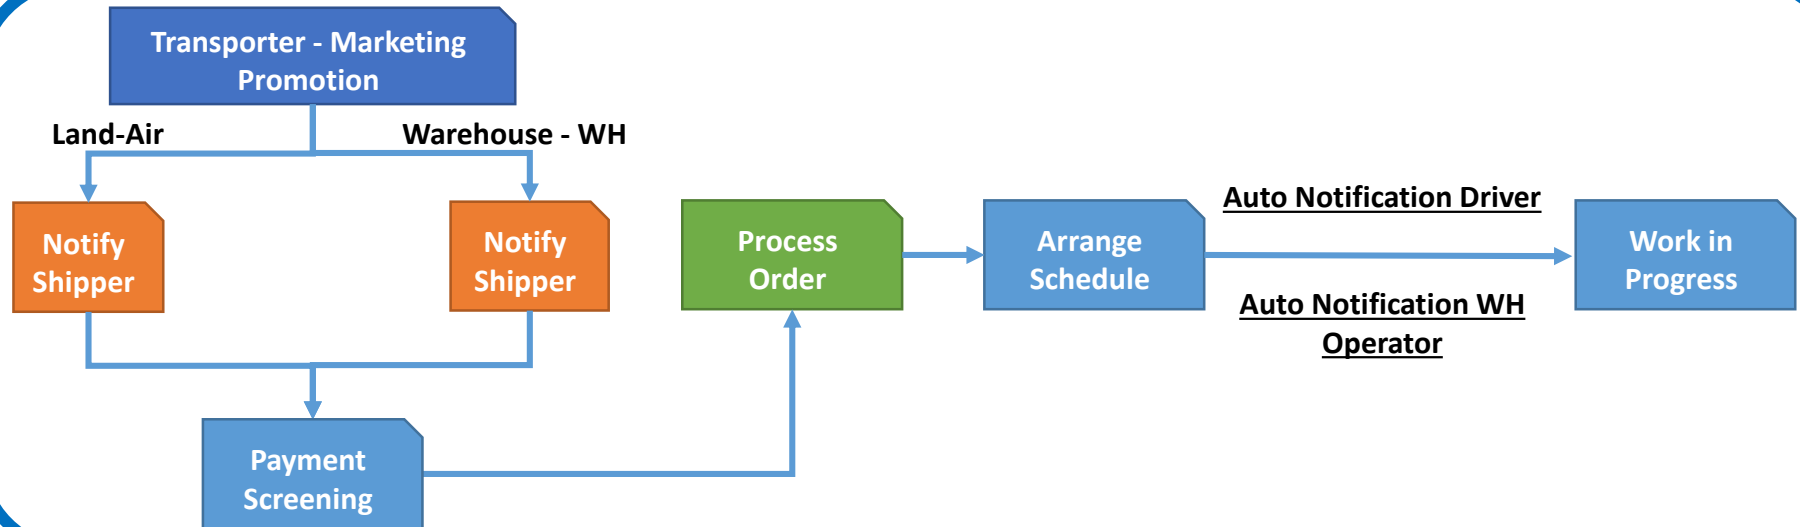 Transporter - Marketing
Promotion
Land-Air
Warehouse - WH
Notify
Shipper
Notify
Shipper
Process
Order
Arrange
Schedule
Auto Notification Driver
Auto Notification WH
Operator
Work in
Progress
Payment
Screening